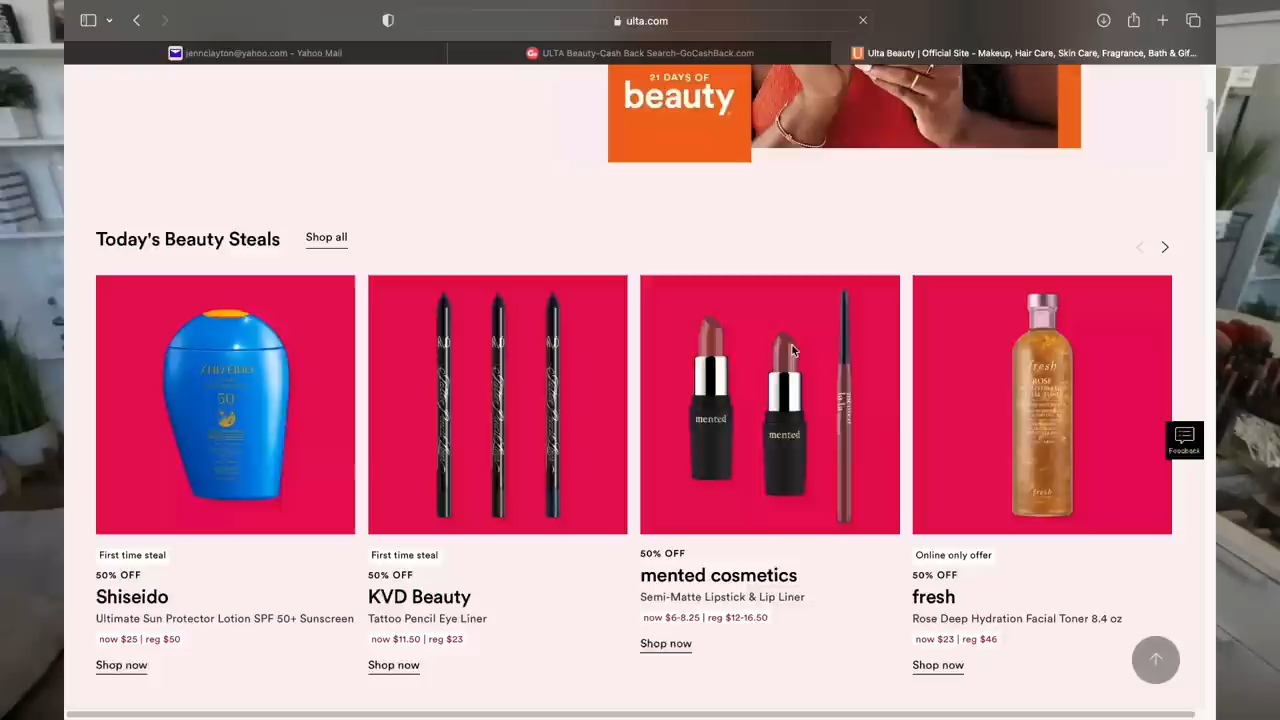 ulta.com
jennclayton@yahoo.com - Yahoo Mail
ULTA Beauty-Cash Back Search-GoCashBack.com
Ulta Beauty | Official Site - Makeup, Hair Care, Skin Care, Fragrance, Bath & Gif...
21 DAYS OF
beauty
Today's Beauty Steals
Shop all
SHISEIDO
50
mented
mented
fresh
ROSE
fresh
Feedback
First time steal
50% OFF
Shiseido
Ultimate Sun Protector Lotion SPF 50+ Sunscreen
now $25 | reg $50
Shop now
First time steal
50% OFF
KVD Beauty
Tattoo Pencil Eye Liner
now $11.50 | reg $23
Shop now
50% OFF
mented cosmetics
Semi-Matte Lipstick & Lip Liner
now $6-8.25 | reg $12-16.50
Shop now
Online only offer
50% OFF
fresh
Rose Deep Hydration Facial Toner 8.4 oz
now $23 | reg $46
Shop now